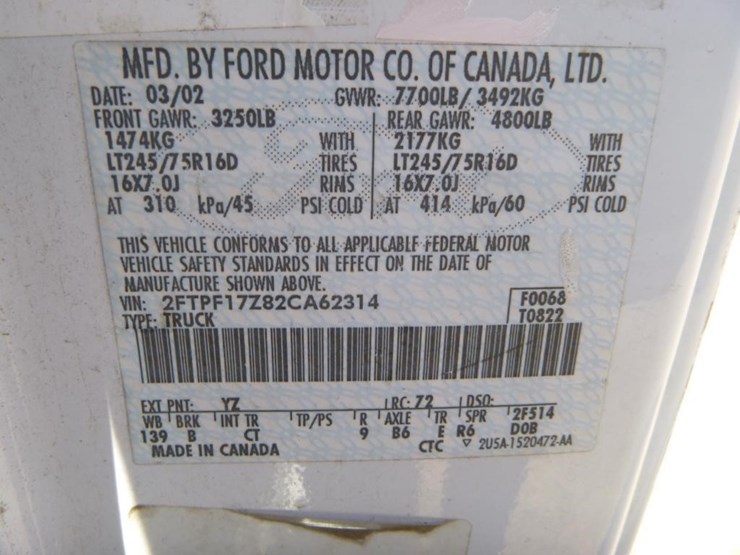 MFD. BY FORD MOTOR CO. OF CANADA, LTD.
DATE: 03/02 GVWR: 7700LB/ 3492KG
FRONT GAWR: 3250LB REAR GAWR: 4800LB
1474KG WITH 2177KG WITH
LT245/75R16D TIRES LT245/75R16D TIRES
16X7.0J RIMS 16X7.0J RIMS
AT 310 kPa/45 PSI COLD AT 414 kPa/60 PSI COLD
THIS VEHICLE CONFORMS TO ALL APPLICABLE FEDERAL MOTOR
VEHICLE SAFETY STANDARDS IN EFFECT ON THE DATE OF
MANUFACTURE SHOWN ABOVE.
VIN: 2FTPF17Z82CA62314 F0068
TYPE: TRUCK T0822
EXT PNT: YZ RC: 72 DSO:
WB BRK INT TR TP/PS R AXLE TR SPR 2F514
139 B CT 9 B6 E R6 DOB
MADE IN CANADA CTC ▽ 2U5A-1520472-AA